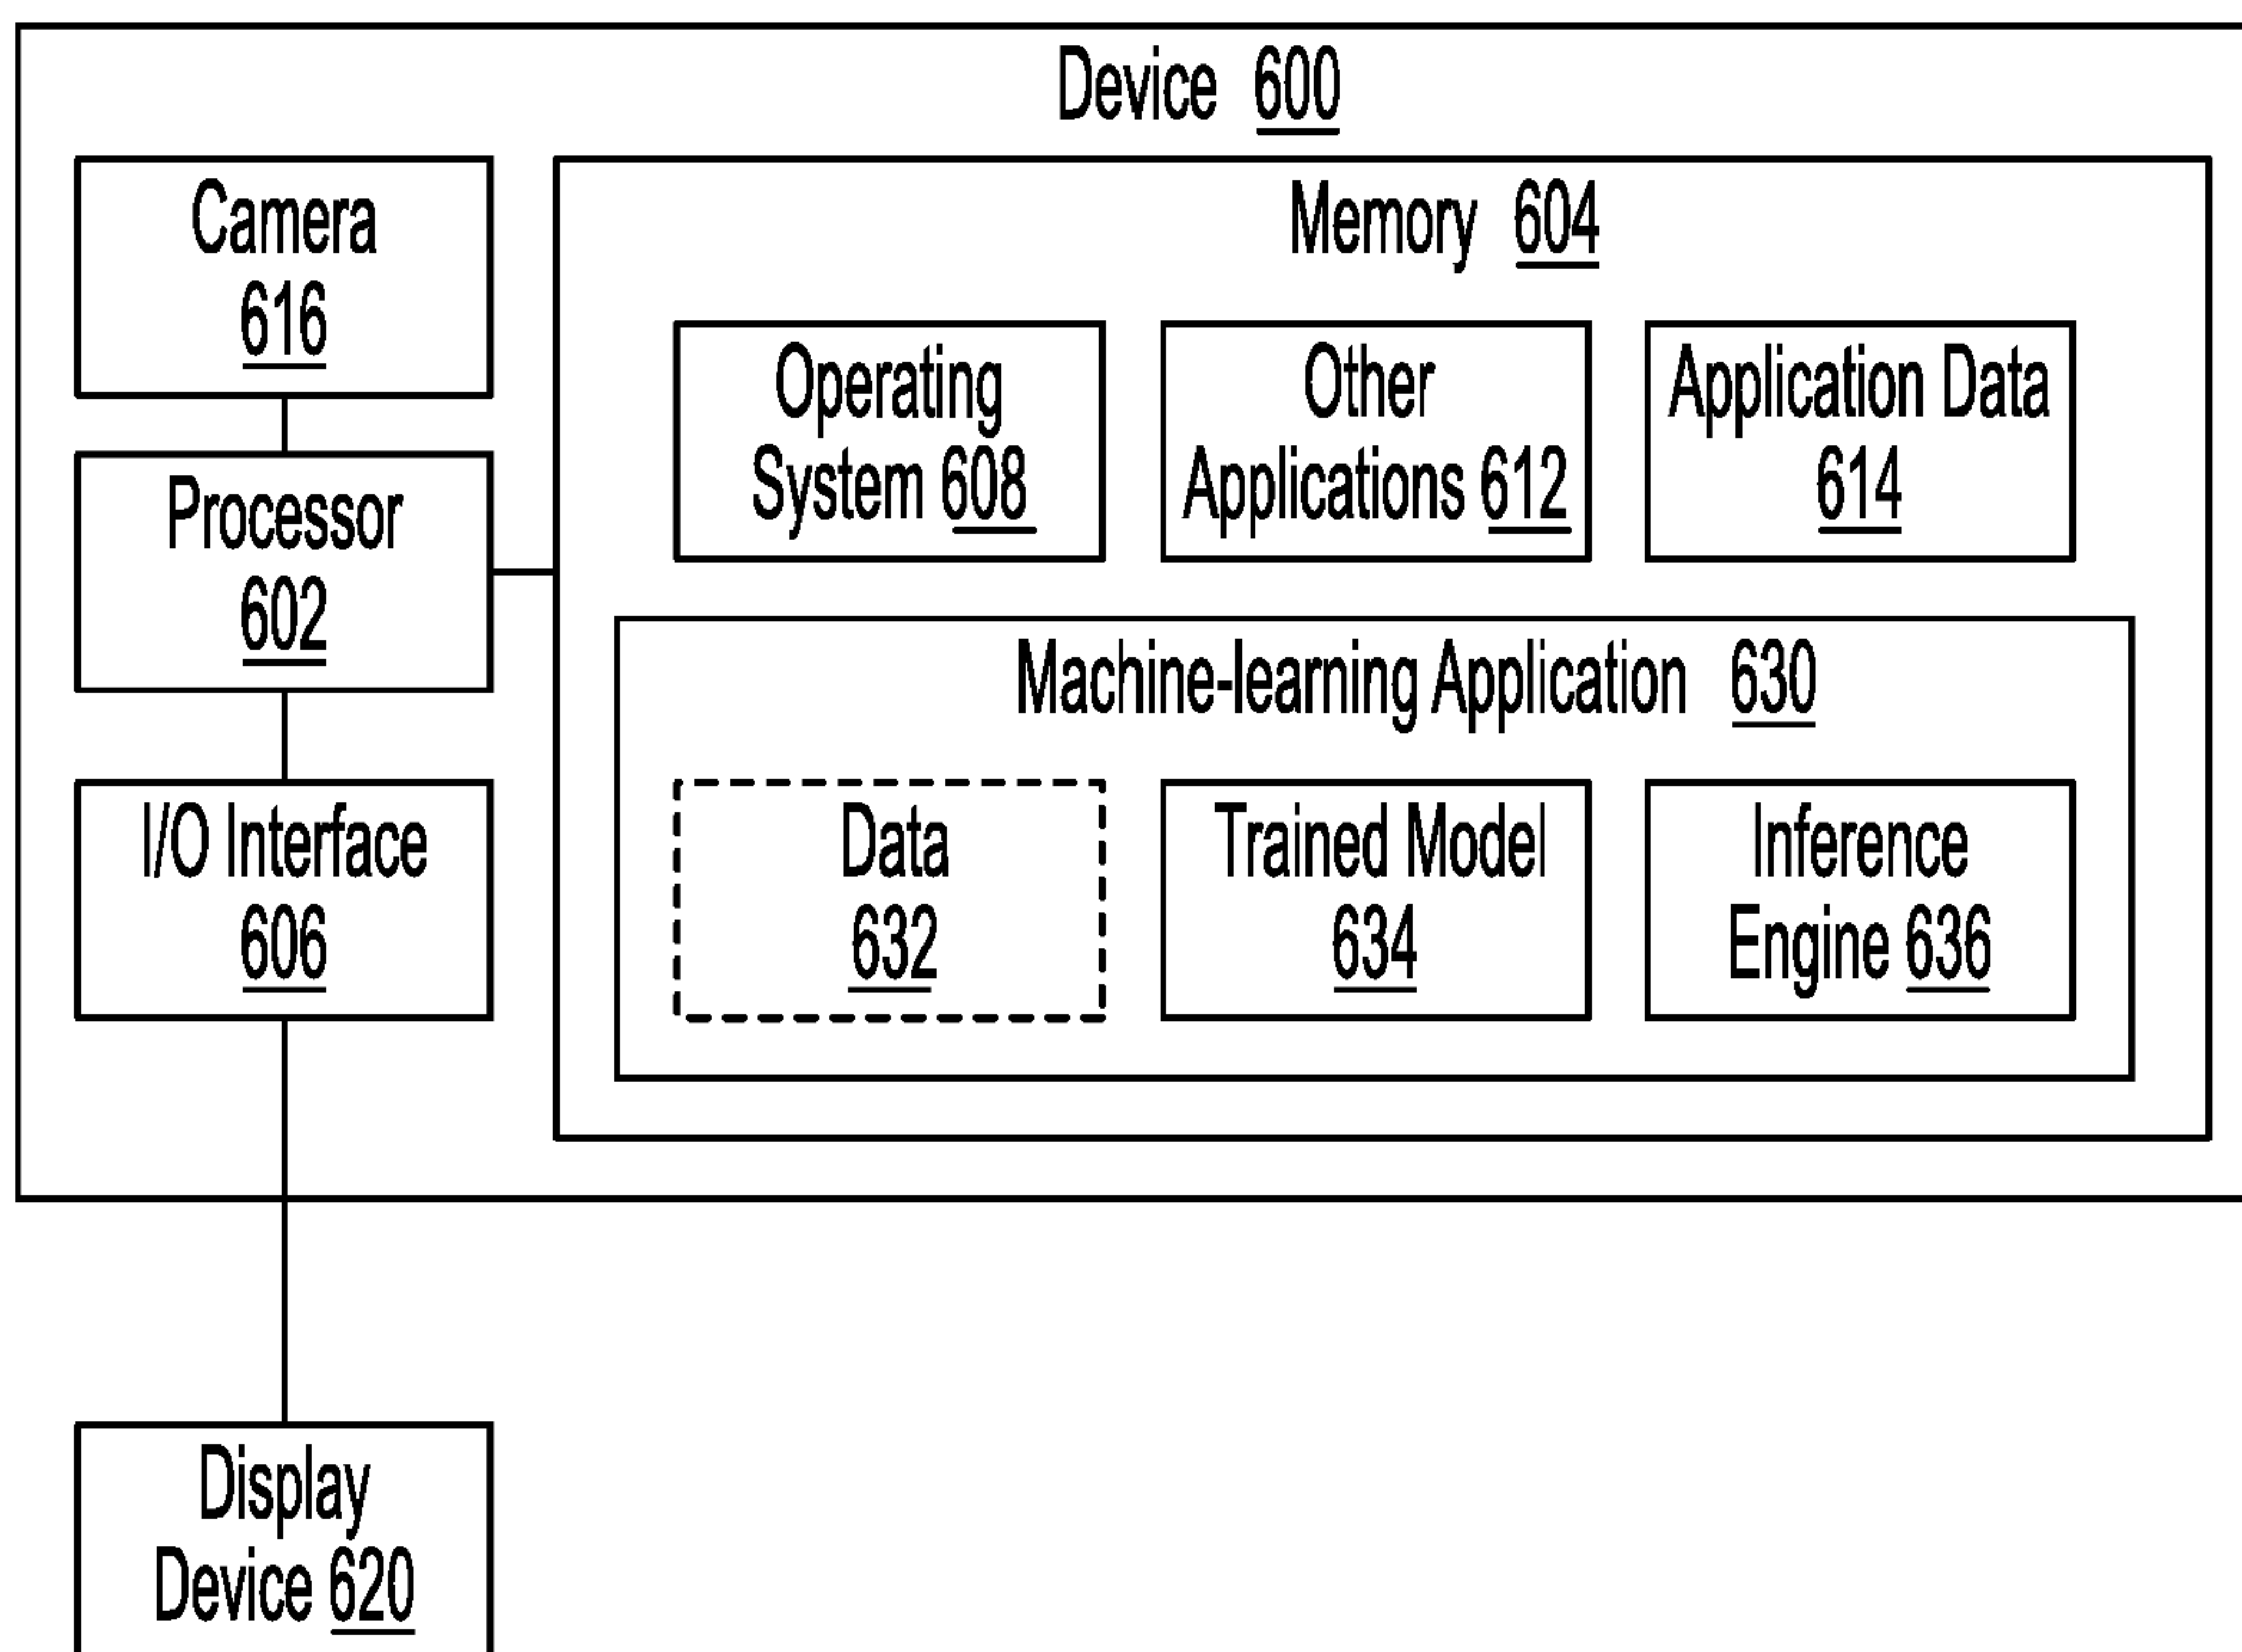 Device 600
Camera
616
Memory 604
Operating
System 608
Other
Applications 612
Application Data
614
Processor
602
Machine-learning Application 630
I/O Interface
606
Data
632
Trained Model
634
Inference
Engine 636
Display
Device 620